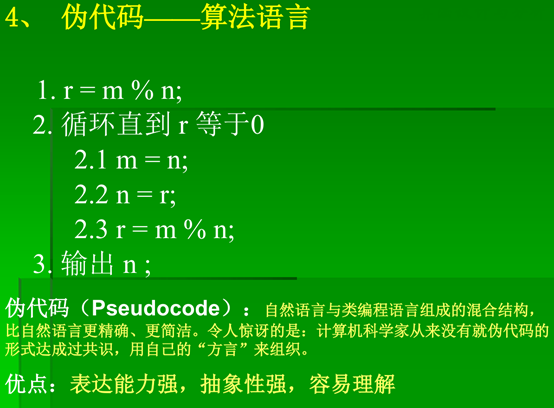 4、 伪代码——算法语言
1. r = m % n;
2. 循环直到 r 等于0
2.1 m = n;
2.2 n = r;
2.3 r = m % n;
3. 输出 n ;
伪代码（Pseudocode）：自然语言与类编程语言组成的混合结构，
比自然语言更精确、更简洁。令人惊讶的是：计算机科学家从来没有就伪代码的
形式达成过共识，用自己的“方言”来组织。
优点：表达能力强，抽象性强，容易理解